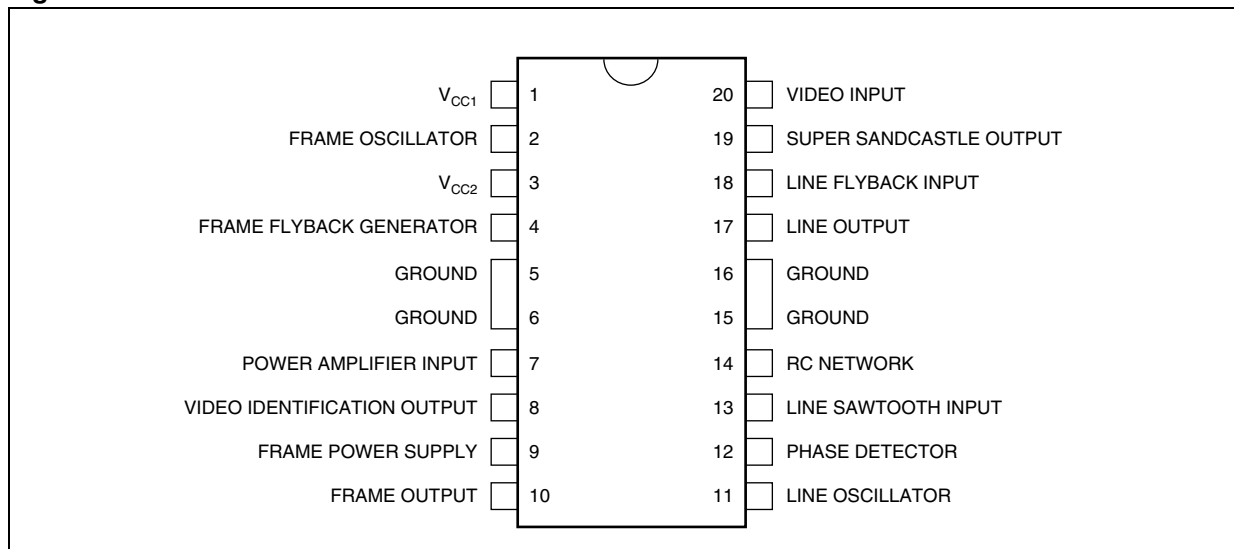 V_CC1 1 20 VIDEO INPUT
FRAME OSCILLATOR 2 19 SUPER SANDCASTLE OUTPUT
V_CC2 3 18 LINE FLYBACK INPUT
FRAME FLYBACK GENERATOR 4 17 LINE OUTPUT
GROUND 5 16 GROUND
GROUND 6 15 GROUND
POWER AMPLIFIER INPUT 7 14 RC NETWORK
VIDEO IDENTIFICATION OUTPUT 8 13 LINE SAWTOOTH INPUT
FRAME POWER SUPPLY 9 12 PHASE DETECTOR
FRAME OUTPUT 10 11 LINE OSCILLATOR